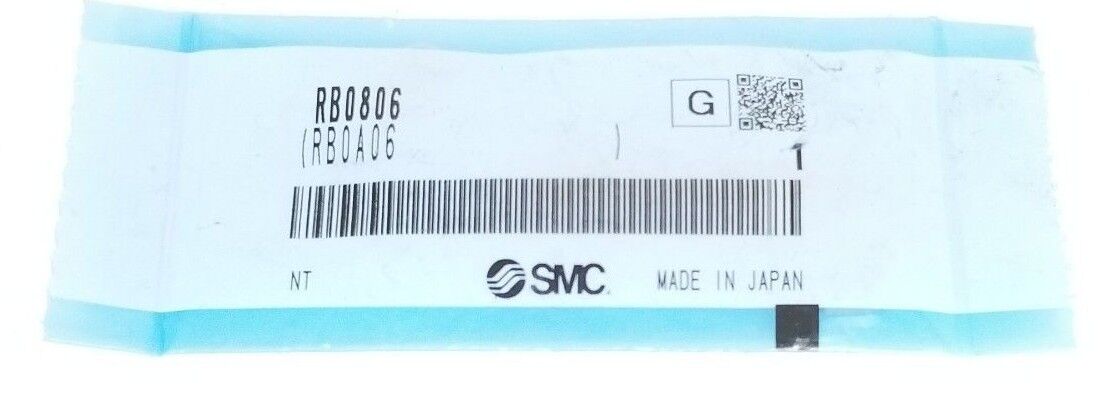 RB0806
G
(RB0A06 )
1
NT
SMC
MADE IN JAPAN